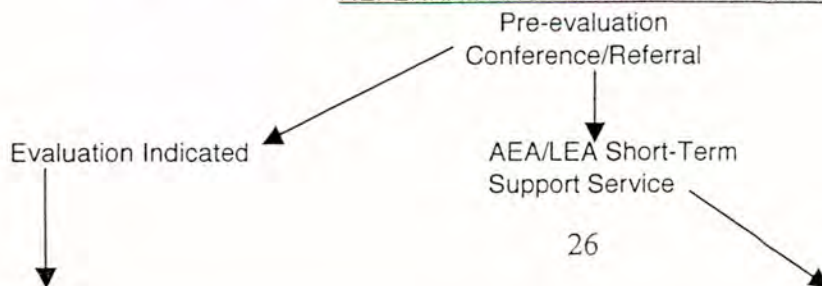 Pre-evaluation
Conference/Referral
Evaluation Indicated
AEA/LEA Short-Term
Support Service
26